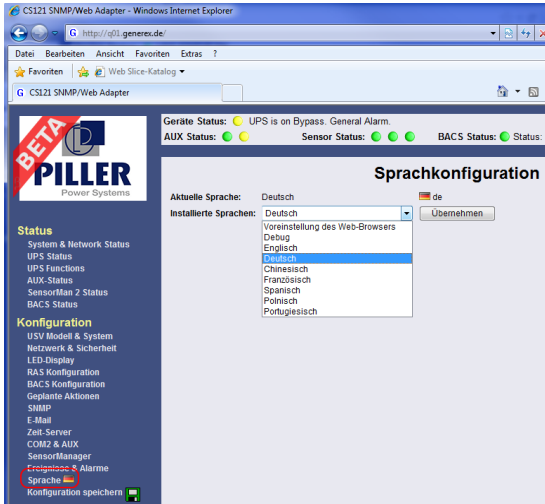 CS121 SNMP/Web Adapter - Windows Internet Explorer
G http://q01.generex.de/
Datei Bearbeiten Ansicht Favoriten Extras ?
Favoriten Web Slice-Katalog
G CS121 SNMP/Web Adapter
BETA
PILLER
Power Systems
Geräte Status: UPS is on Bypass. General Alarm.
AUX Status: Sensor Status: BACS Status: Status:
Sprachkonfiguration
Aktuelle Sprache: Deutsch de
Installierte Sprachen: Deutsch Übernehmen
Voreinstellung des Web-Browsers
Debug
Englisch
Deutsch
Chinesisch
Französisch
Spanisch
Polnisch
Portugiesisch
Status
System & Network Status
UPS Status
UPS Functions
AUX-Status
SensorMan 2 Status
BACS Status
Konfiguration
USV Modell & System
Netzwerk & Sicherheit
LED-Display
RAS Konfiguration
BACS Konfiguration
Geplante Aktionen
SNMP
E-Mail
Zeit-Server
COM2 & AUX
SensorManager
Ereignisse & Alarme
Sprache
Konfiguration speichern